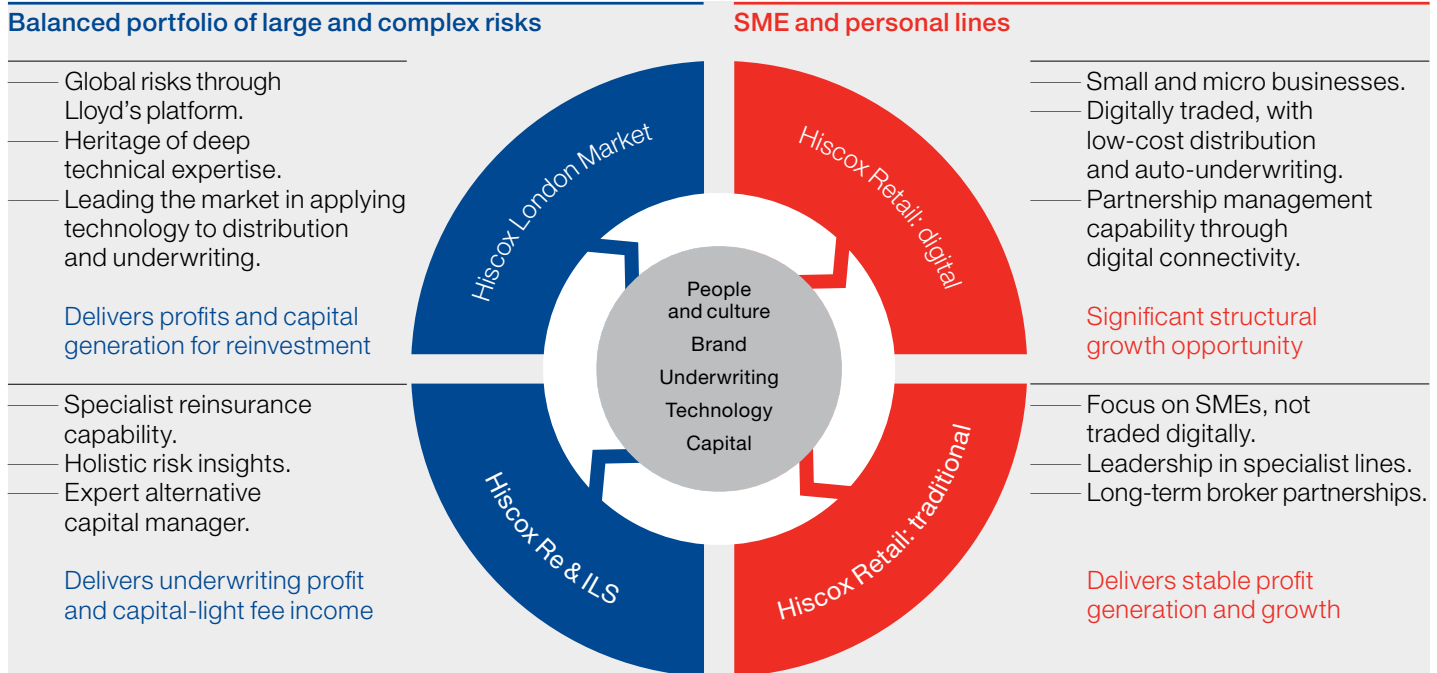 Balanced portfolio of large and complex risks
Global risks through
Lloyd's platform.
Heritage of deep
technical expertise.
Leading the market in applying
technology to distribution
and underwriting.
Delivers profits and capital
generation for reinvestment
Specialist reinsurance
capability.
Holistic risk insights.
Expert alternative
capital manager.
Delivers underwriting profit
and capital-light fee income
Hiscox London Market
Hiscox Re & ILS
People
and culture
Brand
Underwriting
Technology
Capital
SME and personal lines
Hiscox Retail: digital
Hiscox Retail: traditional
Small and micro businesses.
Digitally traded, with
low-cost distribution
and auto-underwriting.
Partnership management
capability through
digital connectivity.
Significant structural
growth opportunity
Focus on SMEs, not
traded digitally.
Leadership in specialist lines.
Long-term broker partnerships.
Delivers stable profit
generation and growth